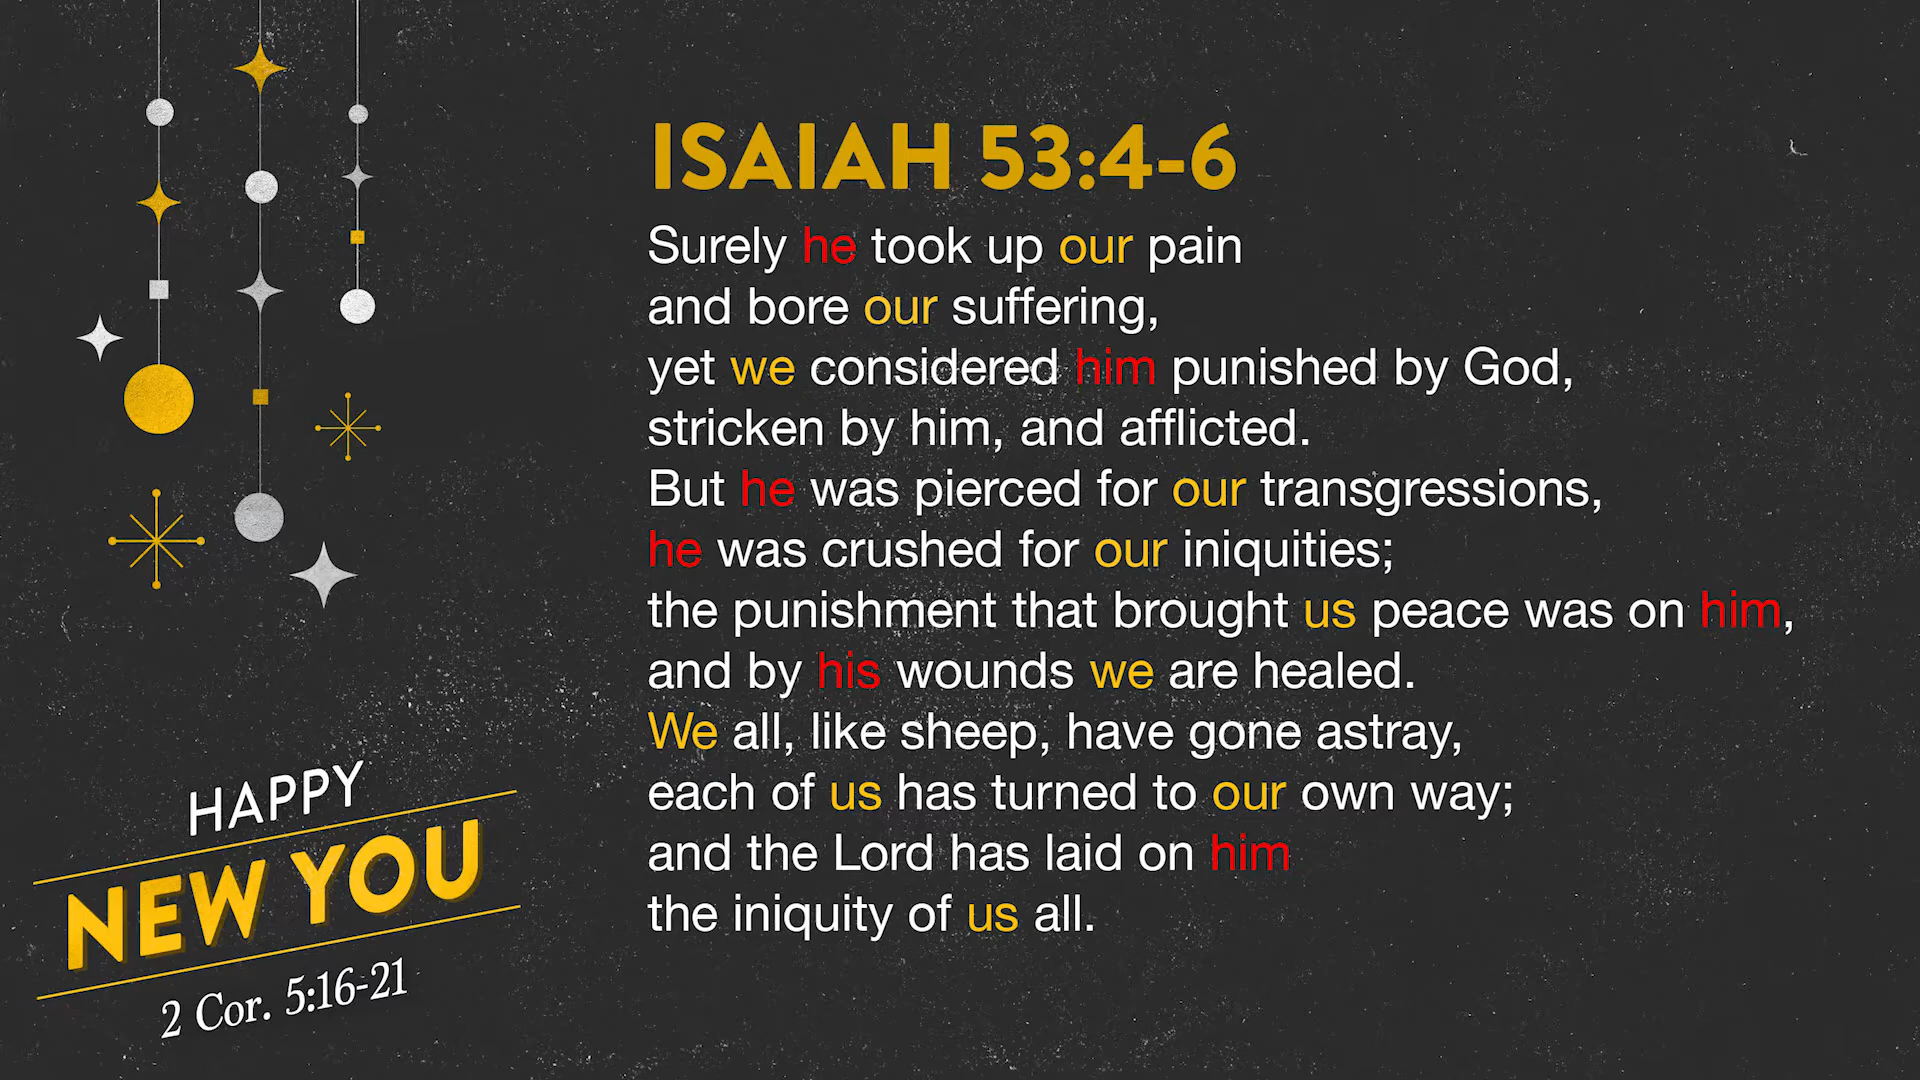 ISAIAH 53:4-6
Surely he took up our pain
and bore our suffering,
yet we considered him punished by God,
stricken by him, and afflicted.
But he was pierced for our transgressions,
he was crushed for our iniquities;
the punishment that brought us peace was on him,
and by his wounds we are healed.
We all, like sheep, have gone astray,
each of us has turned to our own way;
and the Lord has laid on him
the iniquity of us all.
HAPPY
NEW YOU
2 Cor. 5:16-21